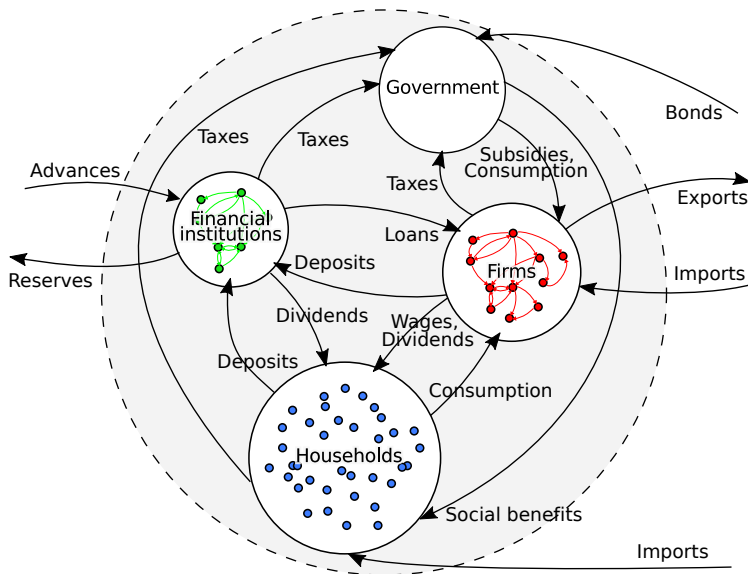 Government
Bonds
Taxes
Taxes
Subsidies,
Consumption
Advances
Taxes
Exports
Financial
institutions
Loans
Deposits
Firms
Imports
Reserves
Dividends
Wages,
Dividends
Deposits
Consumption
Households
Social benefits
Imports